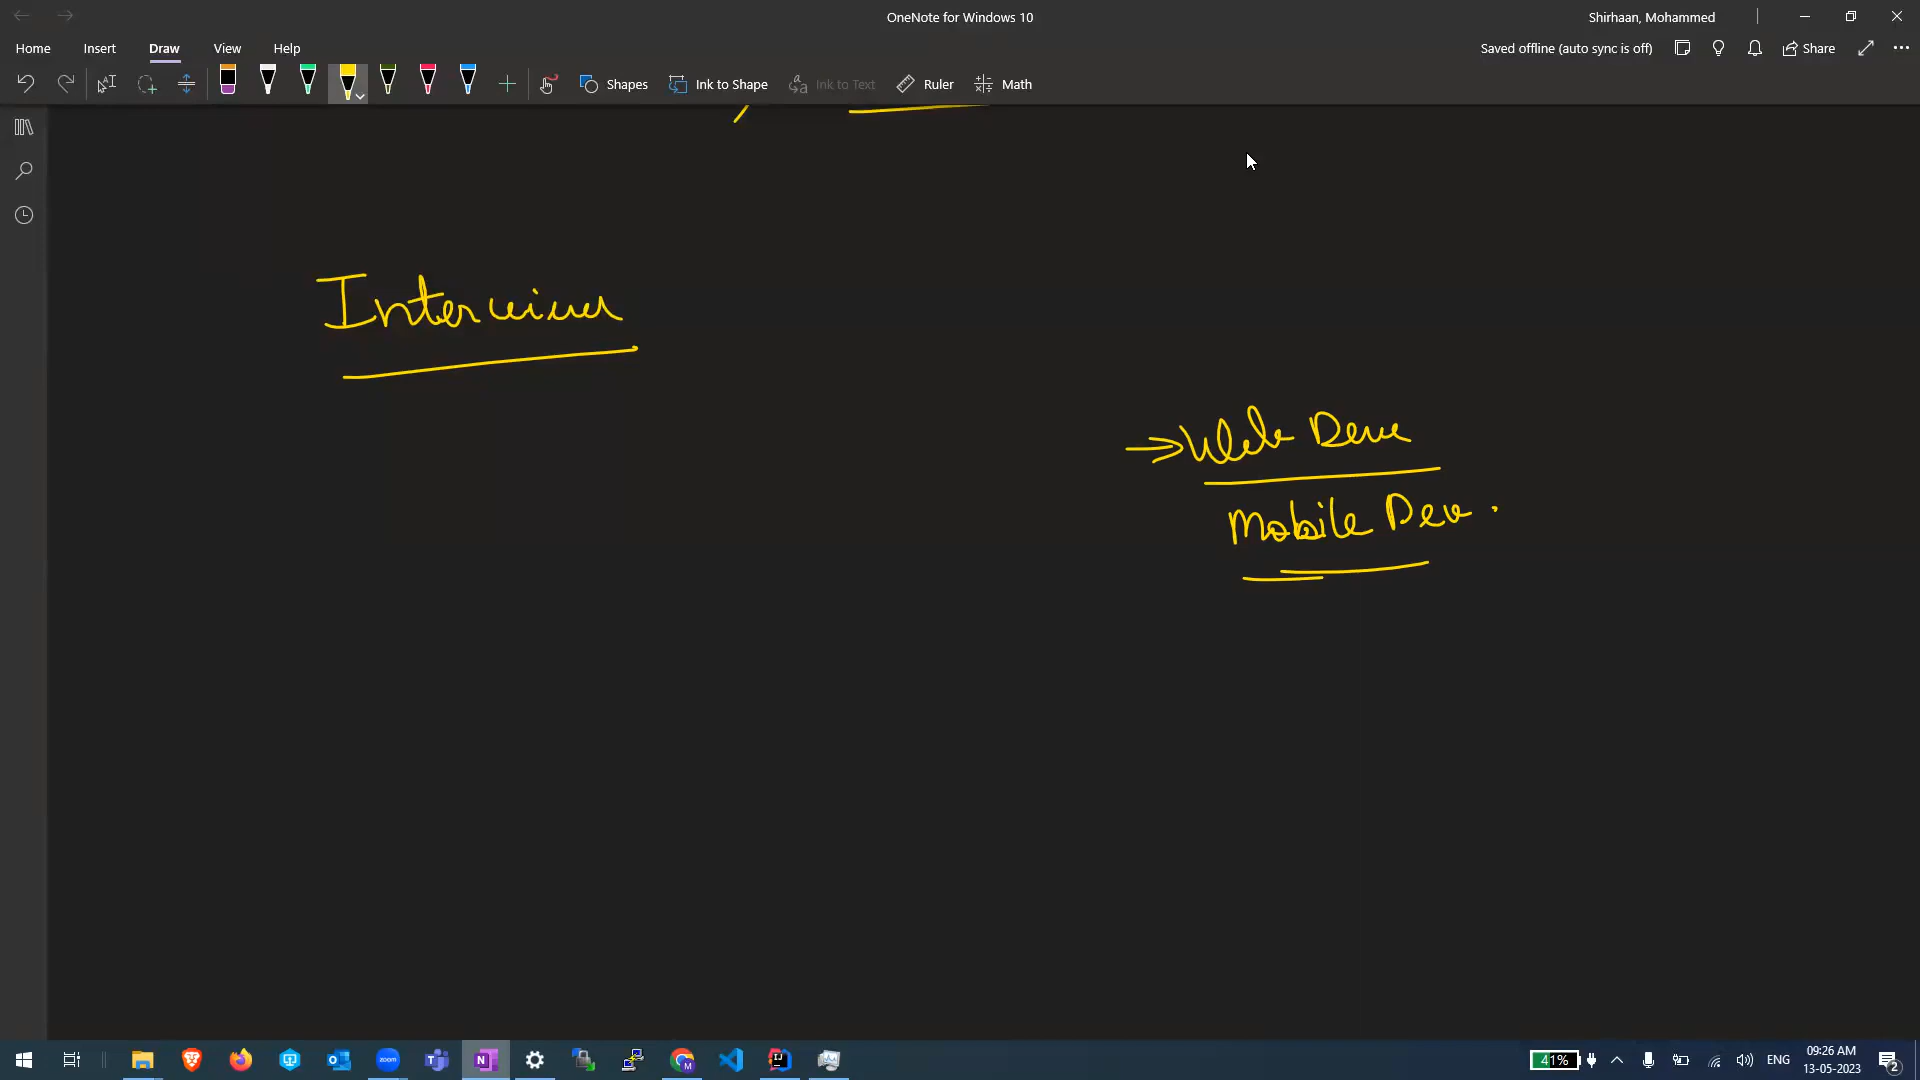 OneNote for Windows 10
Shirhaan, Mohammed
Home Insert Draw View Help
Saved offline (auto sync is off) Share
Shapes Ink to Shape Ink to Text Ruler Math
Interview
Web Dev
Mobile Dev.
41% ENG 09:26 AM
13-05-2023 2
zoom